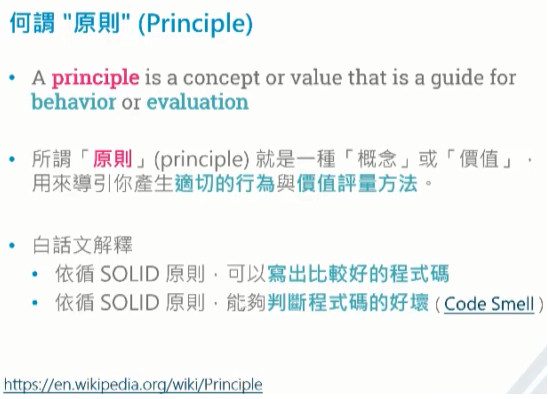 何謂 "原則" (Principle)
• A principle is a concept or value that is a guide for
behavior or evaluation
• 所謂「原則」(principle) 就是一種「概念」或「價值」，
用來導引你產生適切的行為與價值評量方法。
• 白話文解釋
• 依循 SOLID 原則，可以寫出比較好的程式碼
• 依循 SOLID 原則，能夠判斷程式碼的好壞 ( Code Smell )
https://en.wikipedia.org/wiki/Principle